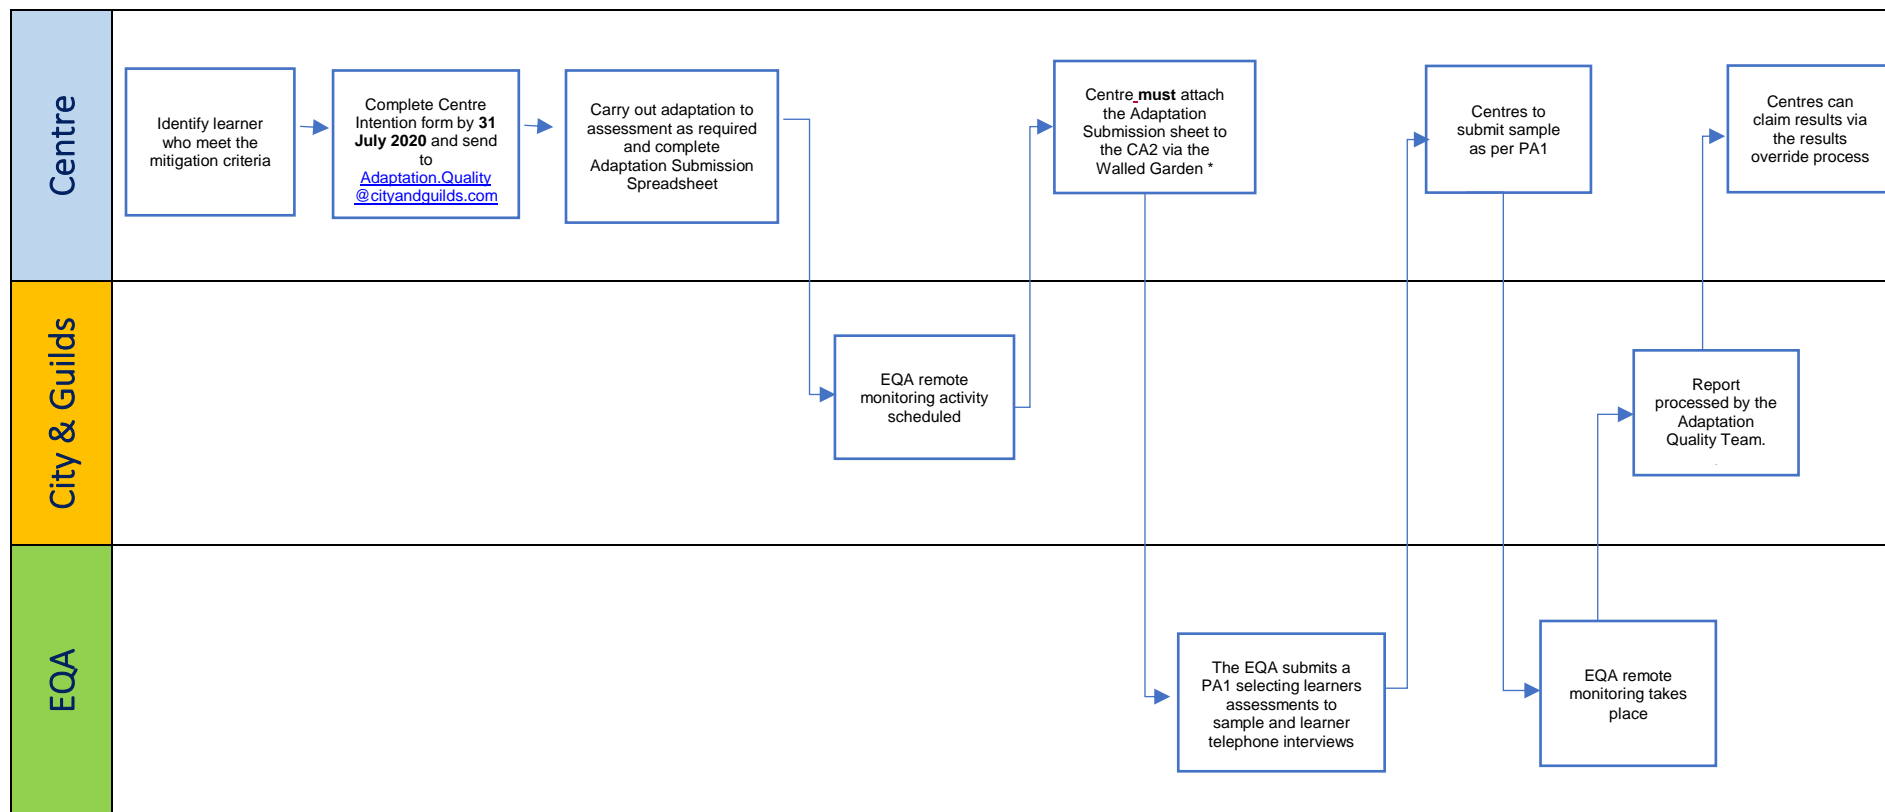 Centre
Identify learner
who meet the
mitigation criteria
Complete Centre
Intention form by 31
July 2020 and send
to
Adaptation.Quality
@cityandguilds.com
Carry out adaptation to
assessment as required
and complete
Adaptation Submission
Spreadsheet
Centre must attach
the Adaptation
Submission sheet to
the CA2 via the
Walled Garden *
Centres to
submit sample
as per PA1
Centres can
claim results via
the results
override process
City & Guilds
EQA remote
monitoring activity
scheduled
Report
processed by the
Adaptation
Quality Team.
EQA
The EQA submits a
PA1 selecting learners
assessments to
sample and learner
telephone interviews
EQA remote
monitoring takes
place